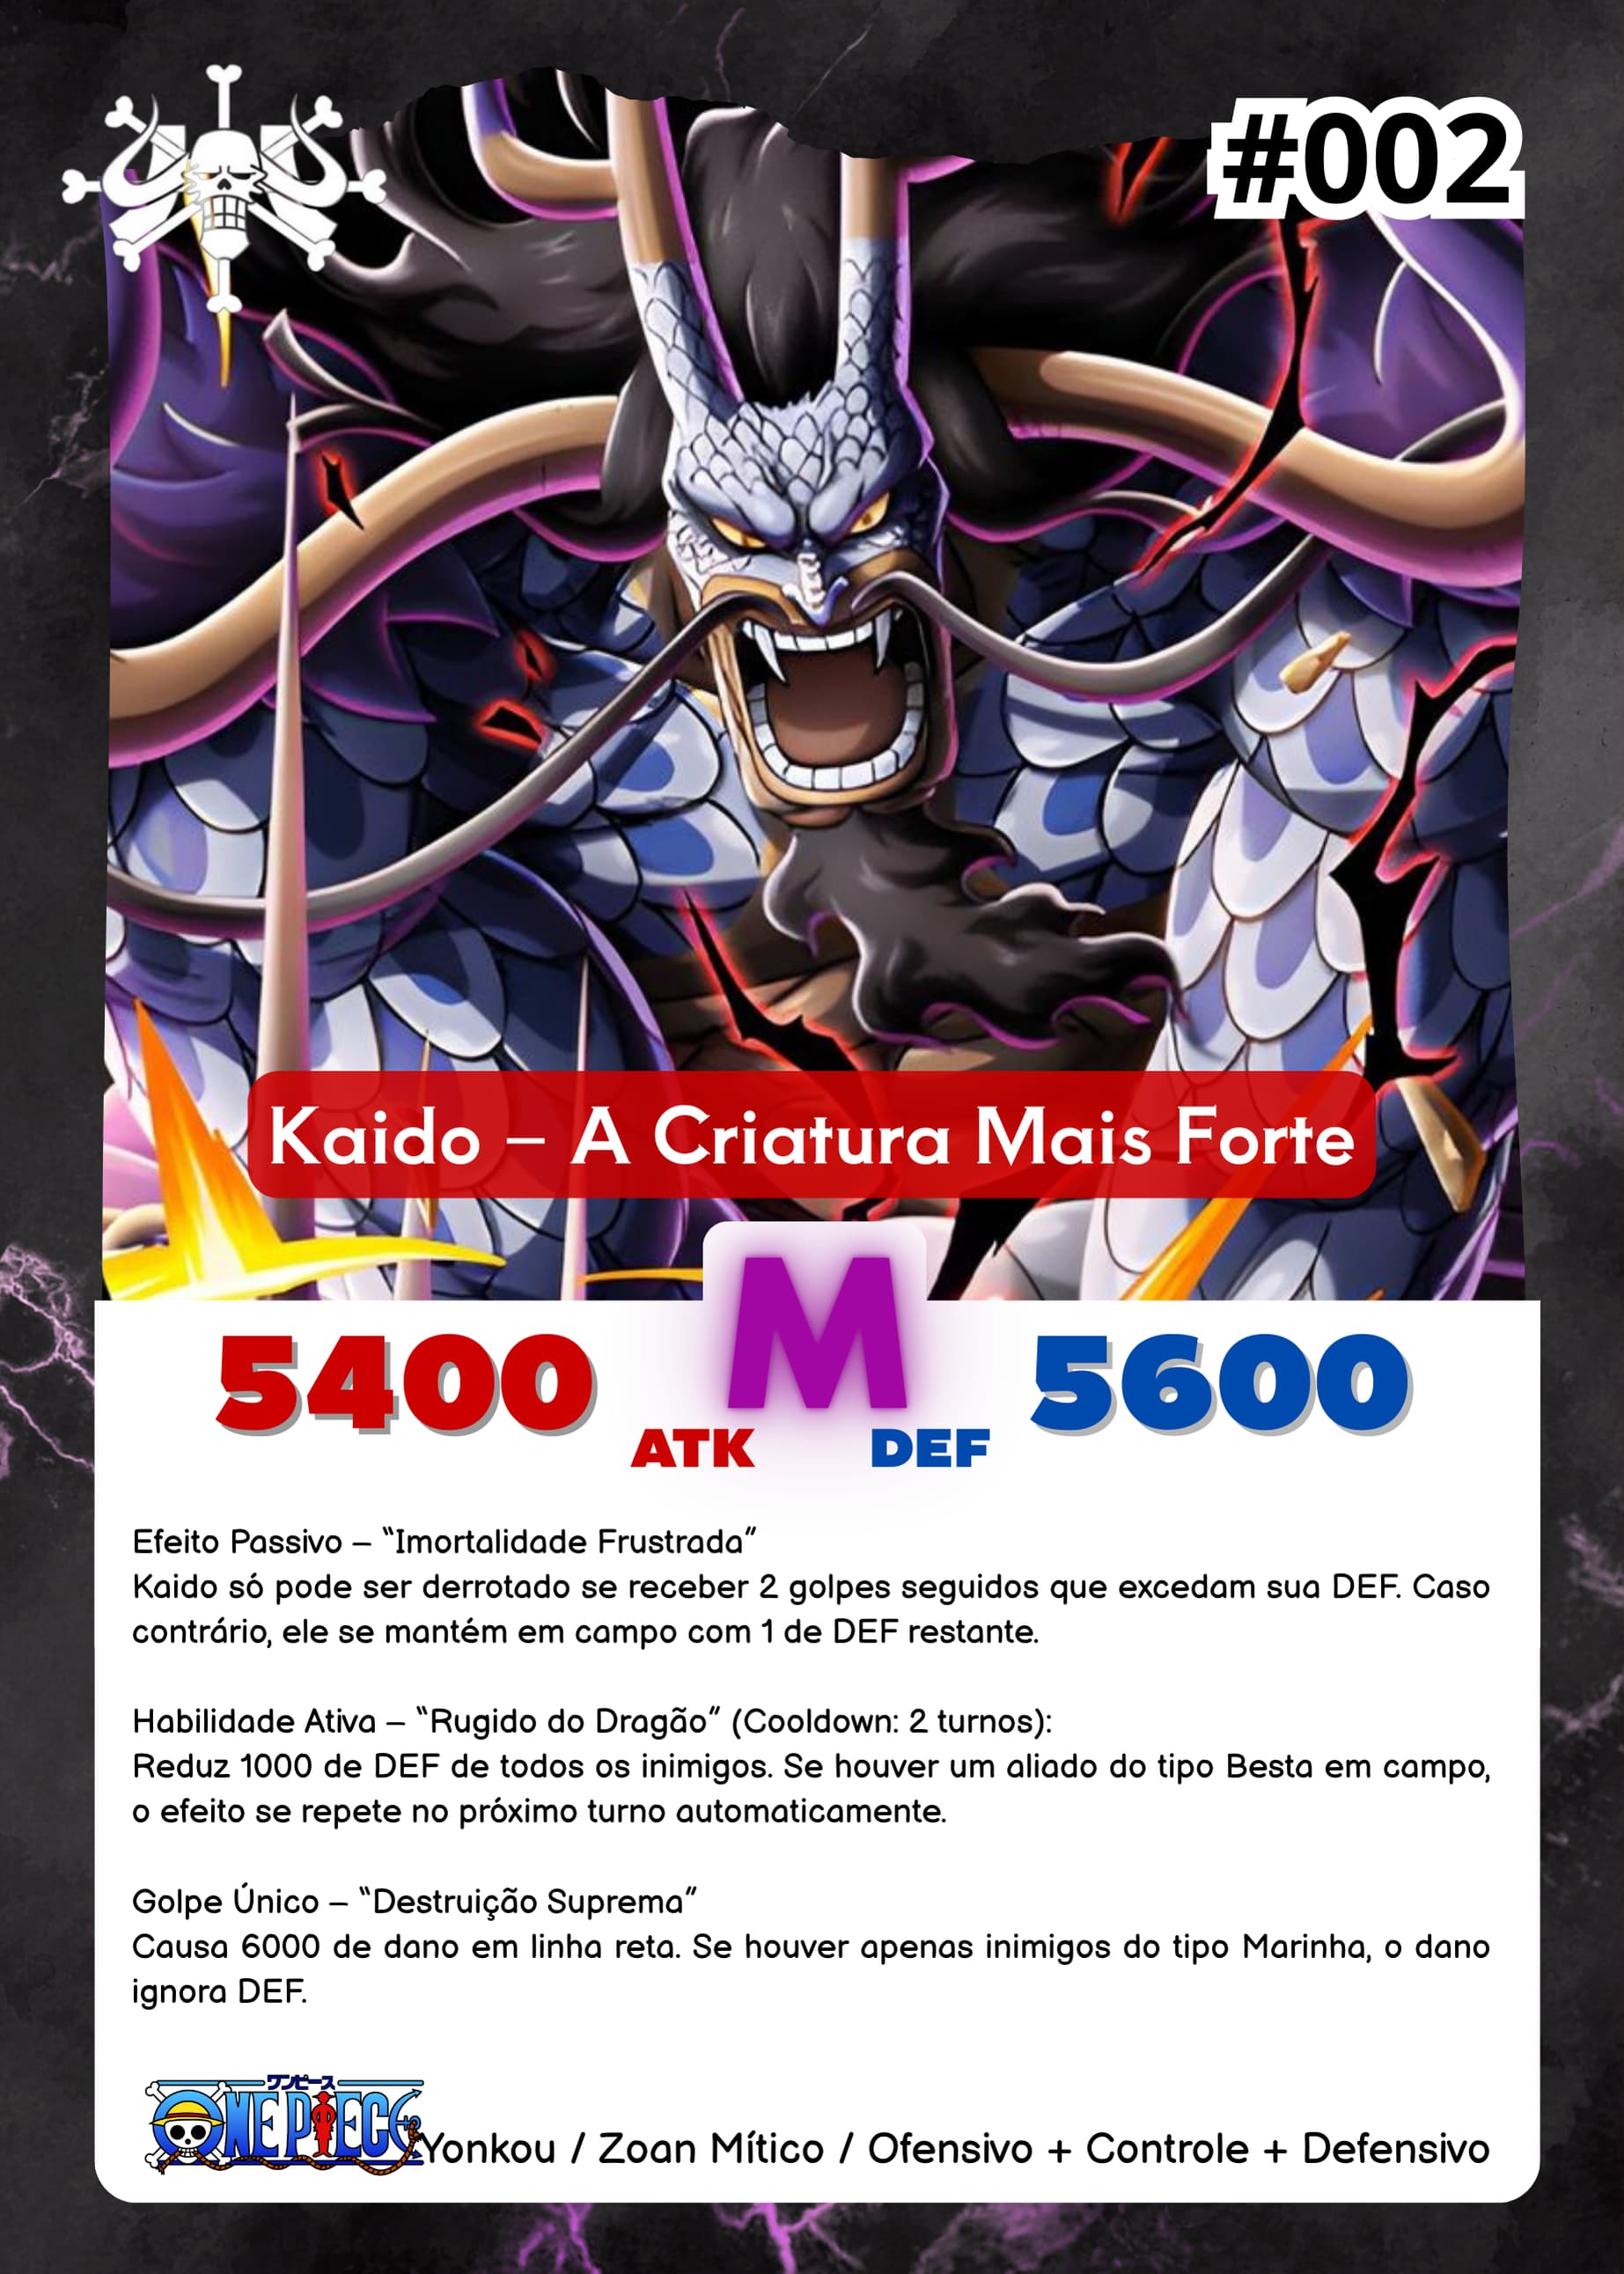 #002
Kaido – A Criatura Mais Forte
M
5400
5600
ATK
DEF
Efeito Passivo – “Imortalidade Frustrada”
Kaido só pode ser derrotado se receber 2 golpes seguidos que excedam sua DEF. Caso
contrário, ele se mantém em campo com 1 de DEF restante.
Habilidade Ativa – “Rugido do Dragão” (Cooldown: 2 turnos):
Reduz 1000 de DEF de todos os inimigos. Se houver um aliado do tipo Besta em campo,
o efeito se repete no próximo turno automaticamente.
Golpe Único – “Destruição Suprema”
Causa 6000 de dano em linha reta. Se houver apenas inimigos do tipo Marinha, o dano
ignora DEF.
ワンピース
ONE PIECE
Yonkou / Zoan Mítico / Ofensivo + Controle + Defensivo